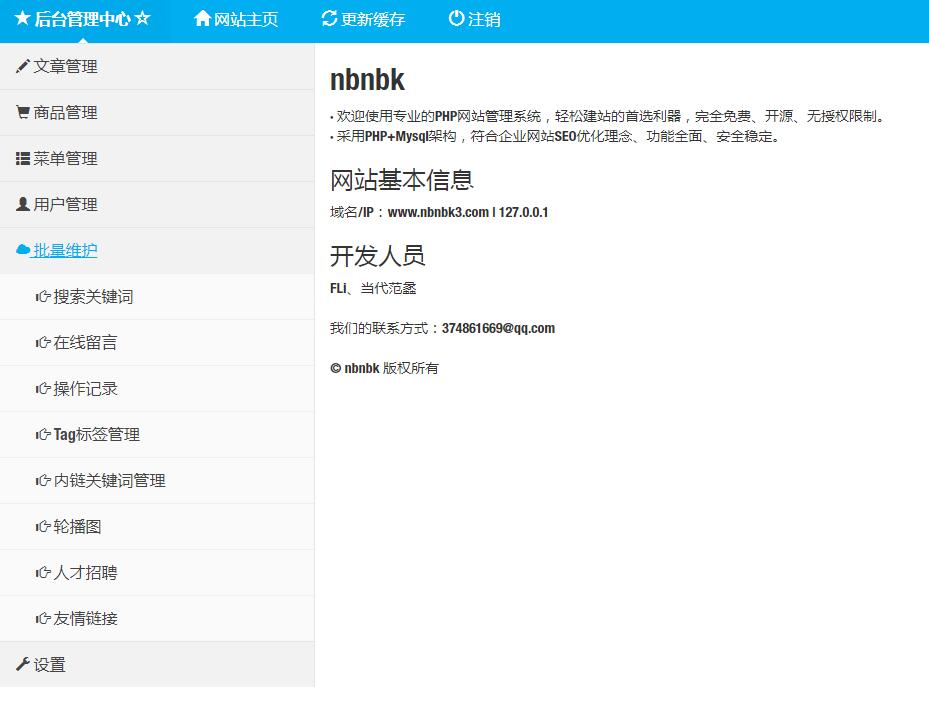 ★ 后台管理中心 ☆ 网站主页 更新缓存 注销
文章管理
商品管理
菜单管理
用户管理
批量维护
搜索关键词
在线留言
操作记录
Tag标签管理
内链关键词管理
轮播图
人才招聘
友情链接
设置
nbnbk
· 欢迎使用专业的PHP网站管理系统，轻松建站的首选利器，完全免费、开源、无授权限制。
· 采用PHP+Mysql架构，符合企业网站SEO优化理念、功能全面、安全稳定。
网站基本信息
域名/IP：www.nbnbk3.com | 127.0.0.1
开发人员
FLi、当代范蠡
我们的联系方式：374861669@qq.com
© nbnbk 版权所有